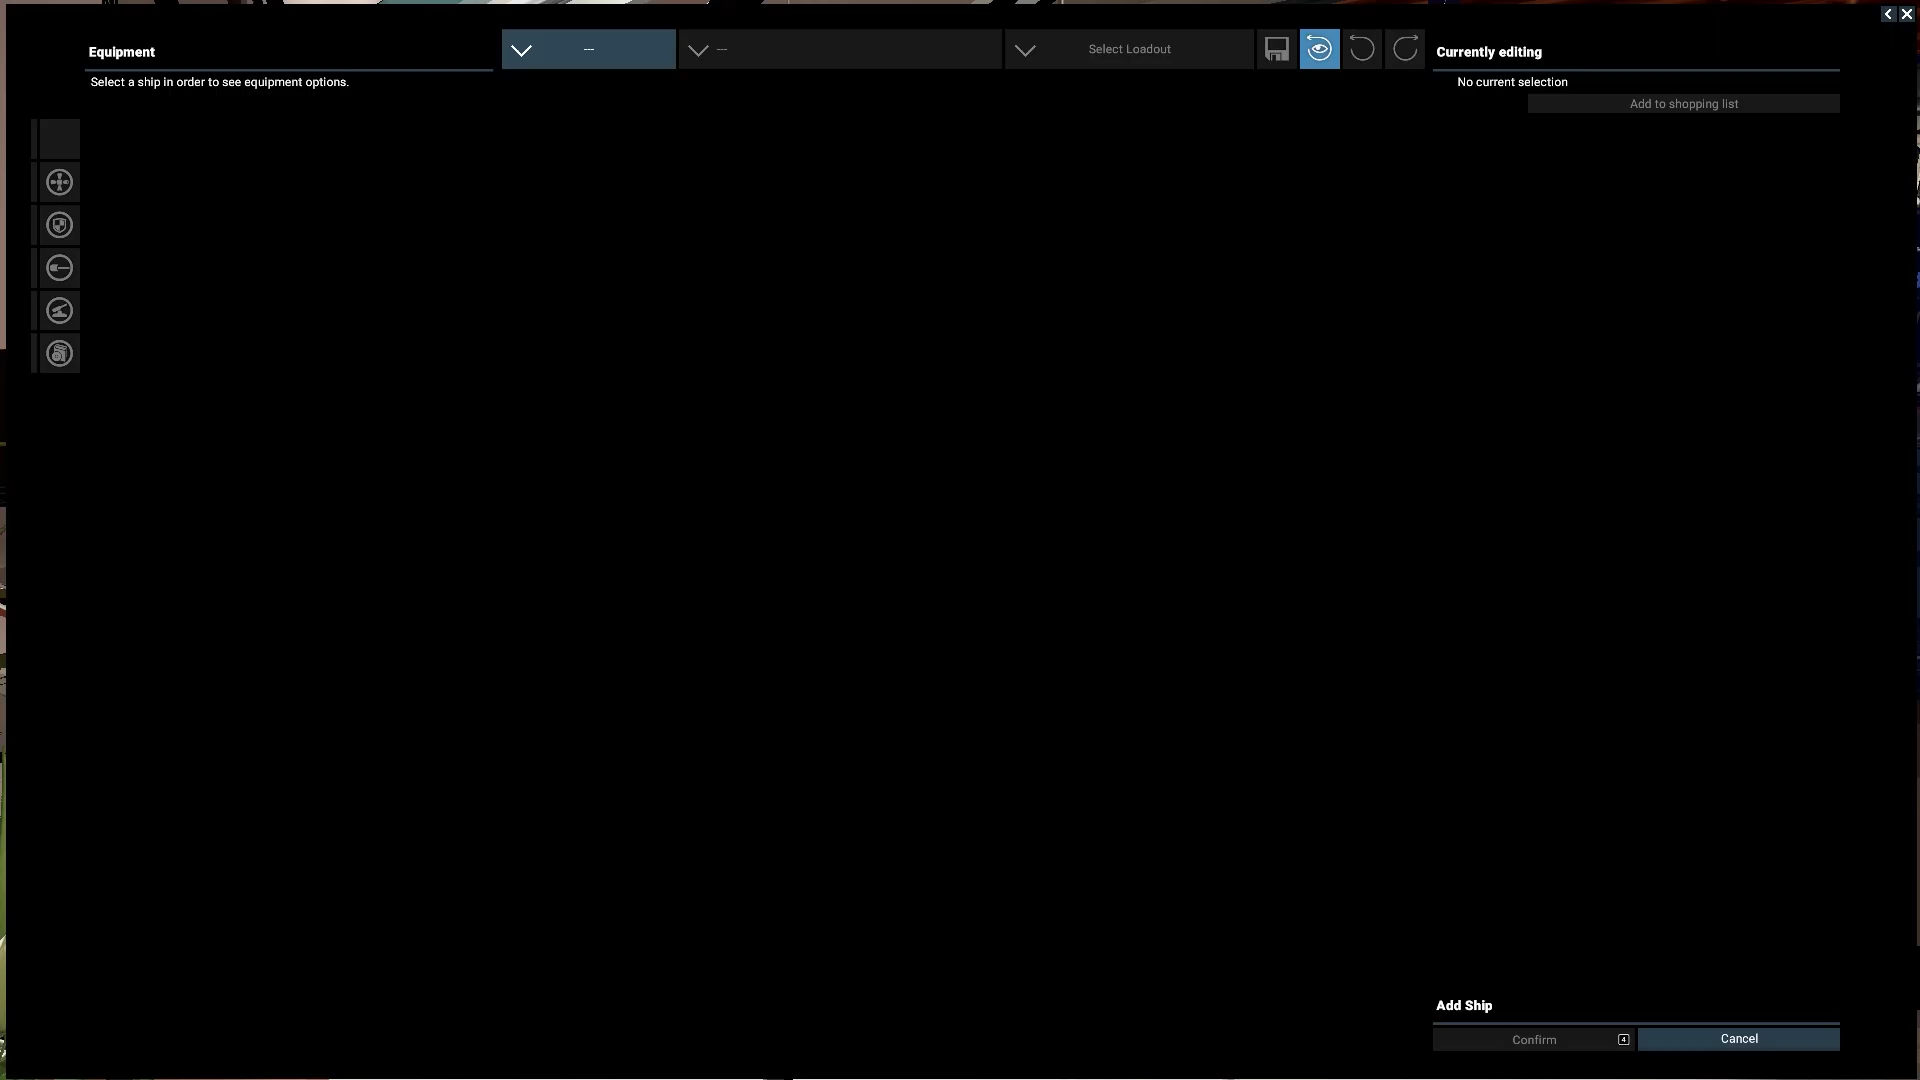 Equipment
Select a ship in order to see equipment options.
---
---
Select Loadout
Currently editing
No current selection
Add to shopping list
Add Ship
Confirm 4
Cancel